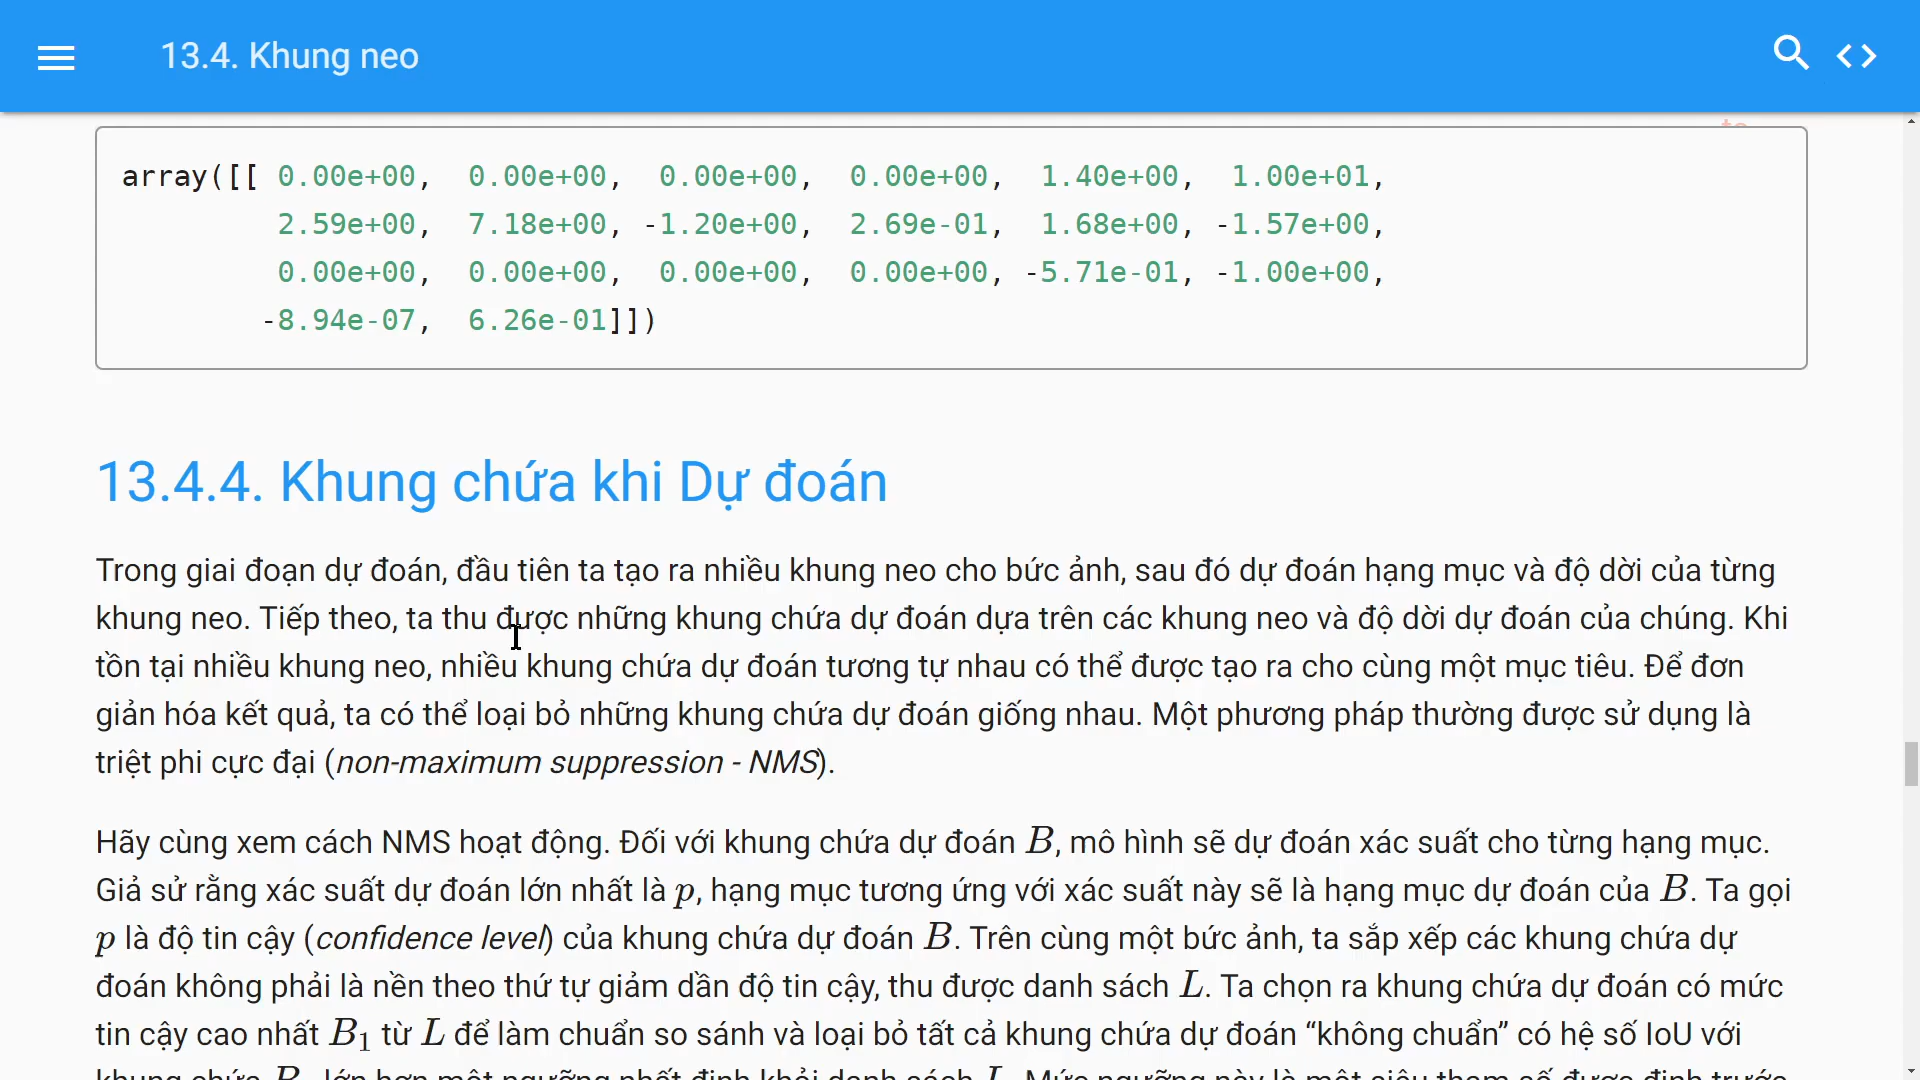 13.4. Khung neo
array([[ 0.00e+00, 0.00e+00, 0.00e+00, 0.00e+00, 1.40e+00, 1.00e+01,
2.59e+00, 7.18e+00, -1.20e+00, 2.69e-01, 1.68e+00, -1.57e+00,
0.00e+00, 0.00e+00, 0.00e+00, 0.00e+00, -5.71e-01, -1.00e+00,
-8.94e-07, 6.26e-01]])
13.4.4. Khung chứa khi Dự đoán
Trong giai đoạn dự đoán, đầu tiên ta tạo ra nhiều khung neo cho bức ảnh, sau đó dự đoán hạng mục và độ dời của từng
khung neo. Tiếp theo, ta thu được những khung chứa dự đoán dựa trên các khung neo và độ dời dự đoán của chúng. Khi
tồn tại nhiều khung neo, nhiều khung chứa dự đoán tương tự nhau có thể được tạo ra cho cùng một mục tiêu. Để đơn
giản hóa kết quả, ta có thể loại bỏ những khung chứa dự đoán giống nhau. Một phương pháp thường được sử dụng là
triệt phi cực đại (non-maximum suppression - NMS).
Hãy cùng xem cách NMS hoạt động. Đối với khung chứa dự đoán B, mô hình sẽ dự đoán xác suất cho từng hạng mục.
Giả sử rằng xác suất dự đoán lớn nhất là p, hạng mục tương ứng với xác suất này sẽ là hạng mục dự đoán của B. Ta gọi
p là độ tin cậy (confidence level) của khung chứa dự đoán B. Trên cùng một bức ảnh, ta sắp xếp các khung chứa dự
đoán không phải là nền theo thứ tự giảm dần độ tin cậy, thu được danh sách L. Ta chọn ra khung chứa dự đoán có mức
tin cậy cao nhất B₁ từ L để làm chuẩn so sánh và loại bỏ tất cả khung chứa dự đoán “không chuẩn” có hệ số IoU với